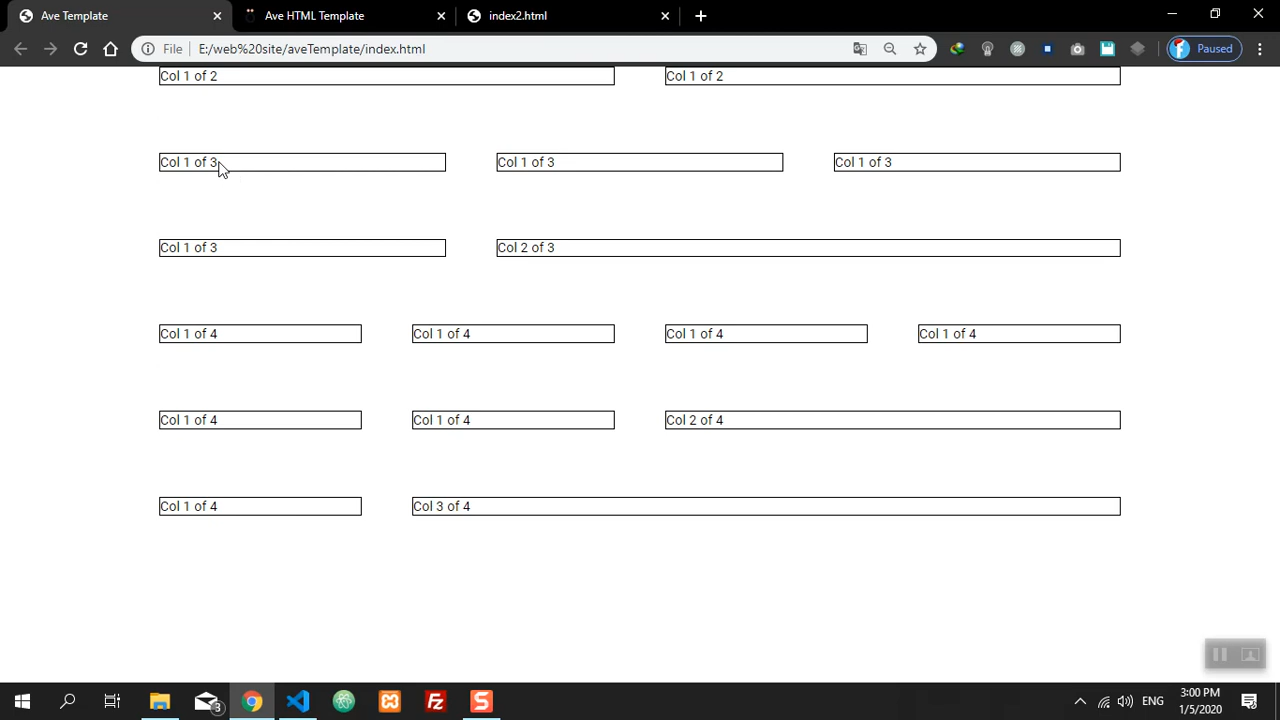 Ave Template
Ave HTML Template
index2.html
File
E:/web%20site/aveTemplate/index.html
Paused
Col 1 of 2
Col 1 of 2
Col 1 of 3
Col 1 of 3
Col 1 of 3
Col 1 of 3
Col 2 of 3
Col 1 of 4
Col 1 of 4
Col 1 of 4
Col 1 of 4
Col 1 of 4
Col 1 of 4
Col 2 of 4
Col 1 of 4
Col 3 of 4
3
Fz
S
ENG
3:00 PM
1/5/2020